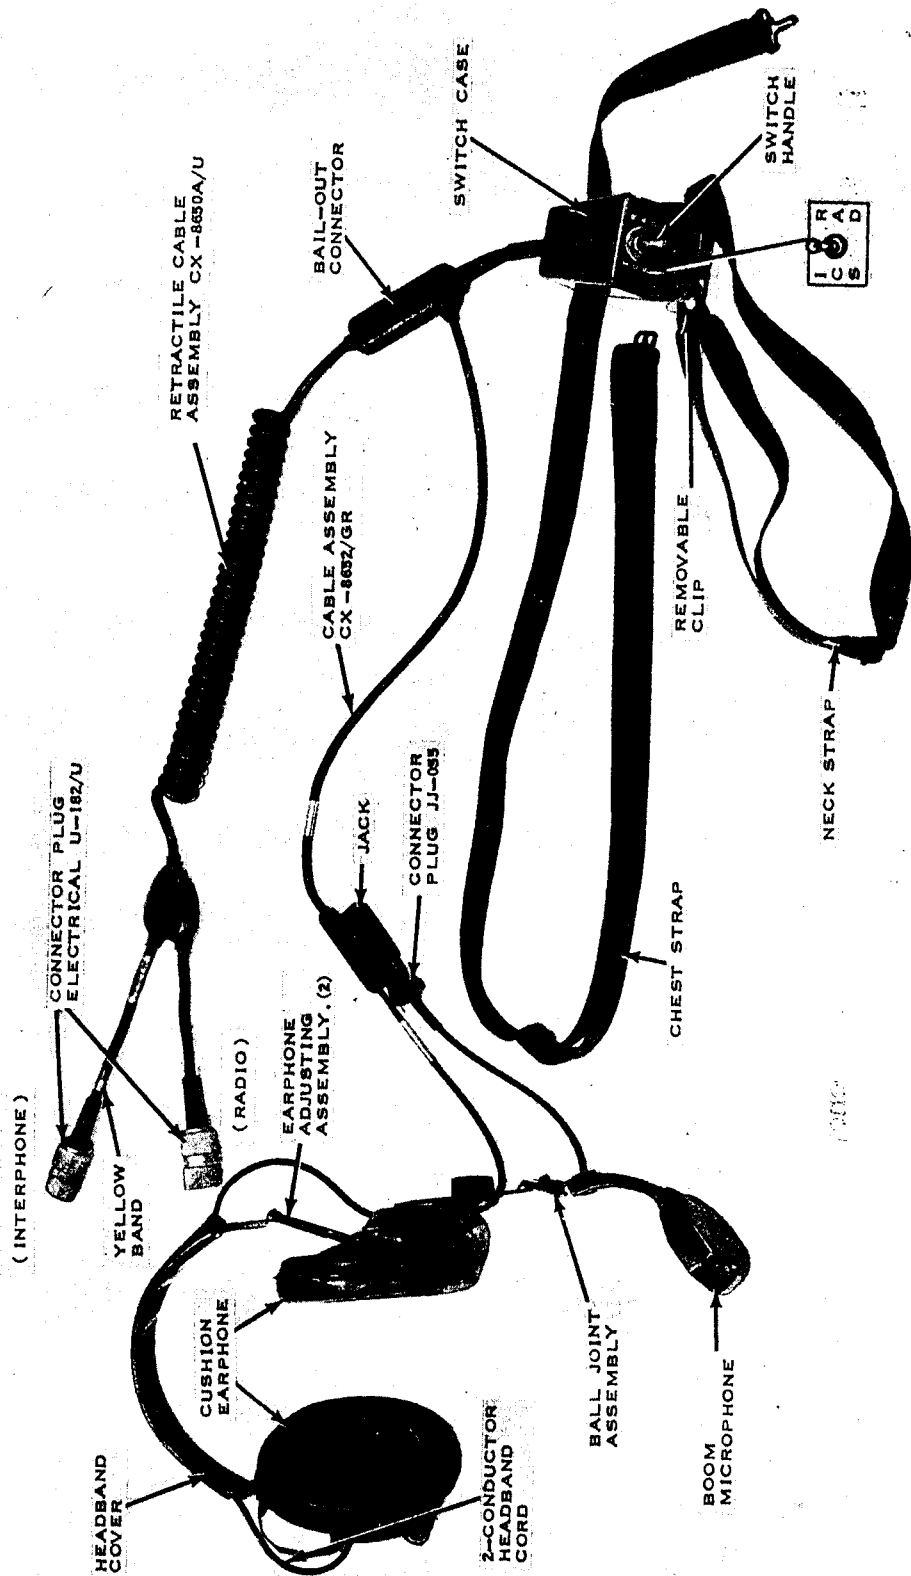 (INTERPHONE)
CONNECTOR PLUG
ELECTRICAL U-182/U
YELLOW
BAND
(RADIO)
RETRACTILE CABLE
ASSEMBLY CX-8650A/U
BAIL-OUT
CONNECTOR
SWITCH CASE
HEADBAND
COVER
CUSHION
EARPHONE
EARPHONE
ADJUSTING
ASSEMBLY.(2)
CABLE ASSEMBLY
CX-8652/GR
JACK
CONNECTOR
PLUG JJ-055
2-CONDUCTOR
HEADBAND
CORD
BALL JOINT
ASSEMBLY
BOOM
MICROPHONE
CHEST STRAP
REMOVABLE
CLIP
NECK STRAP
SWITCH
HANDLE
I R
C A
S D